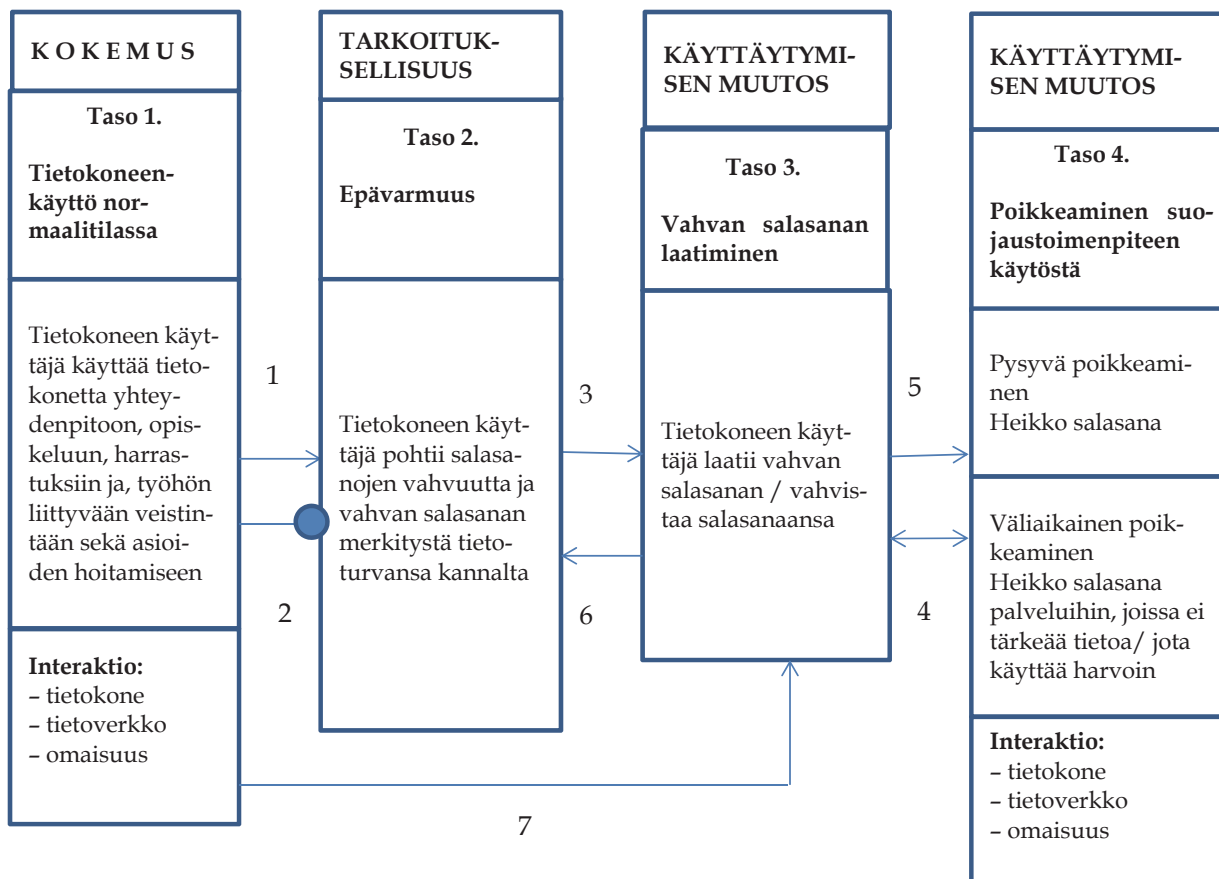 K O K E M U S
Taso 1.
Tietokoneen-
käyttö nor-
maalitilassa
Tietokoneen käyt-
täjä käyttää tieto-
konetta yhtey-
denpitoon, opis-
keluun, harras-
tuksiin ja, työhön
liittyvään veistin-
tään sekä asioi-
den hoitamiseen
Interaktio:
– tietokone
– tietoverkko
– omaisuus
1
2
TARKOITUK-
SELLISUUS
Taso 2.
Epävarmuus
Tietokoneen käyt-
täjä pohtii salasa-
nojen vahvuutta ja
vahvan salasanan
merkitystä tieto-
turvansa kannalta
3
6
KÄYTTÄYTYMI-
SEN MUUTOS
Taso 3.
Vahvan salasanan
laatiminen
Tietokoneen käyt-
täjä laatii vahvan
salasanan / vahvis-
taa salasanaansa
5
4
KÄYTTÄYTYMI-
SEN MUUTOS
Taso 4.
Poikkeaminen suo-
jaustoimenpiteen
käytöstä
Pysyvä poikkeami-
nen
Heikko salasana
Väliaikainen poik-
keaminen
Heikko salasana
palveluihin, joissa ei
tärkeää tietoa/ jota
käyttää harvoin
Interaktio:
– tietokone
– tietoverkko
– omaisuus
7